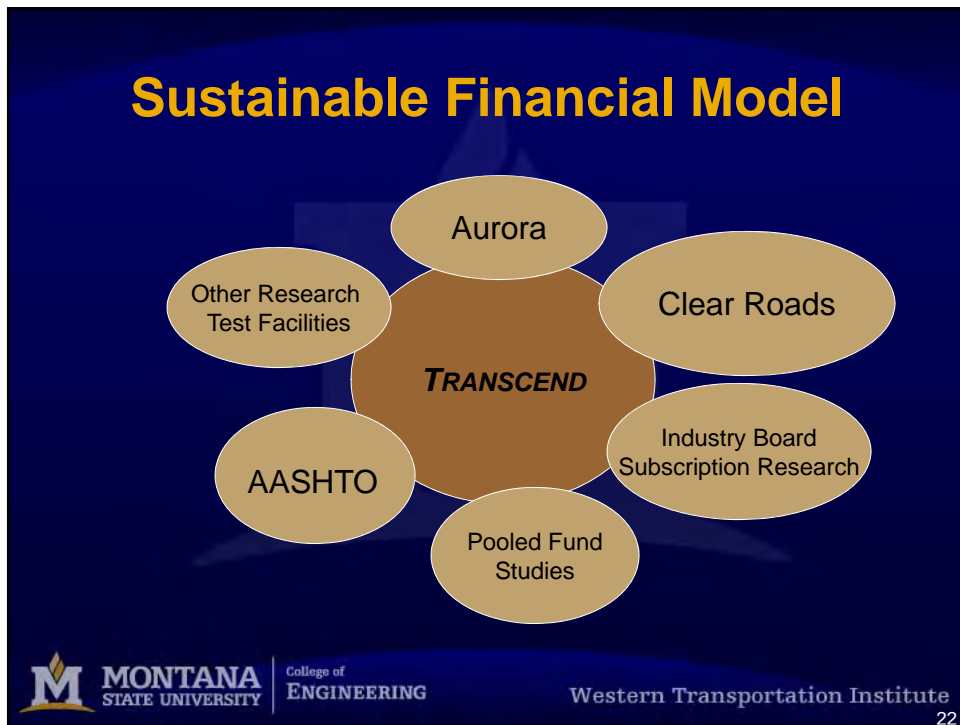 Sustainable Financial Model
Aurora
Other Research
Test Facilities
Clear Roads
TRANSCEND
Industry Board
Subscription Research
AASHTO
Pooled Fund
Studies
M
MONTANA
STATE UNIVERSITY
College of
ENGINEERING
Western Transportation Institute
22